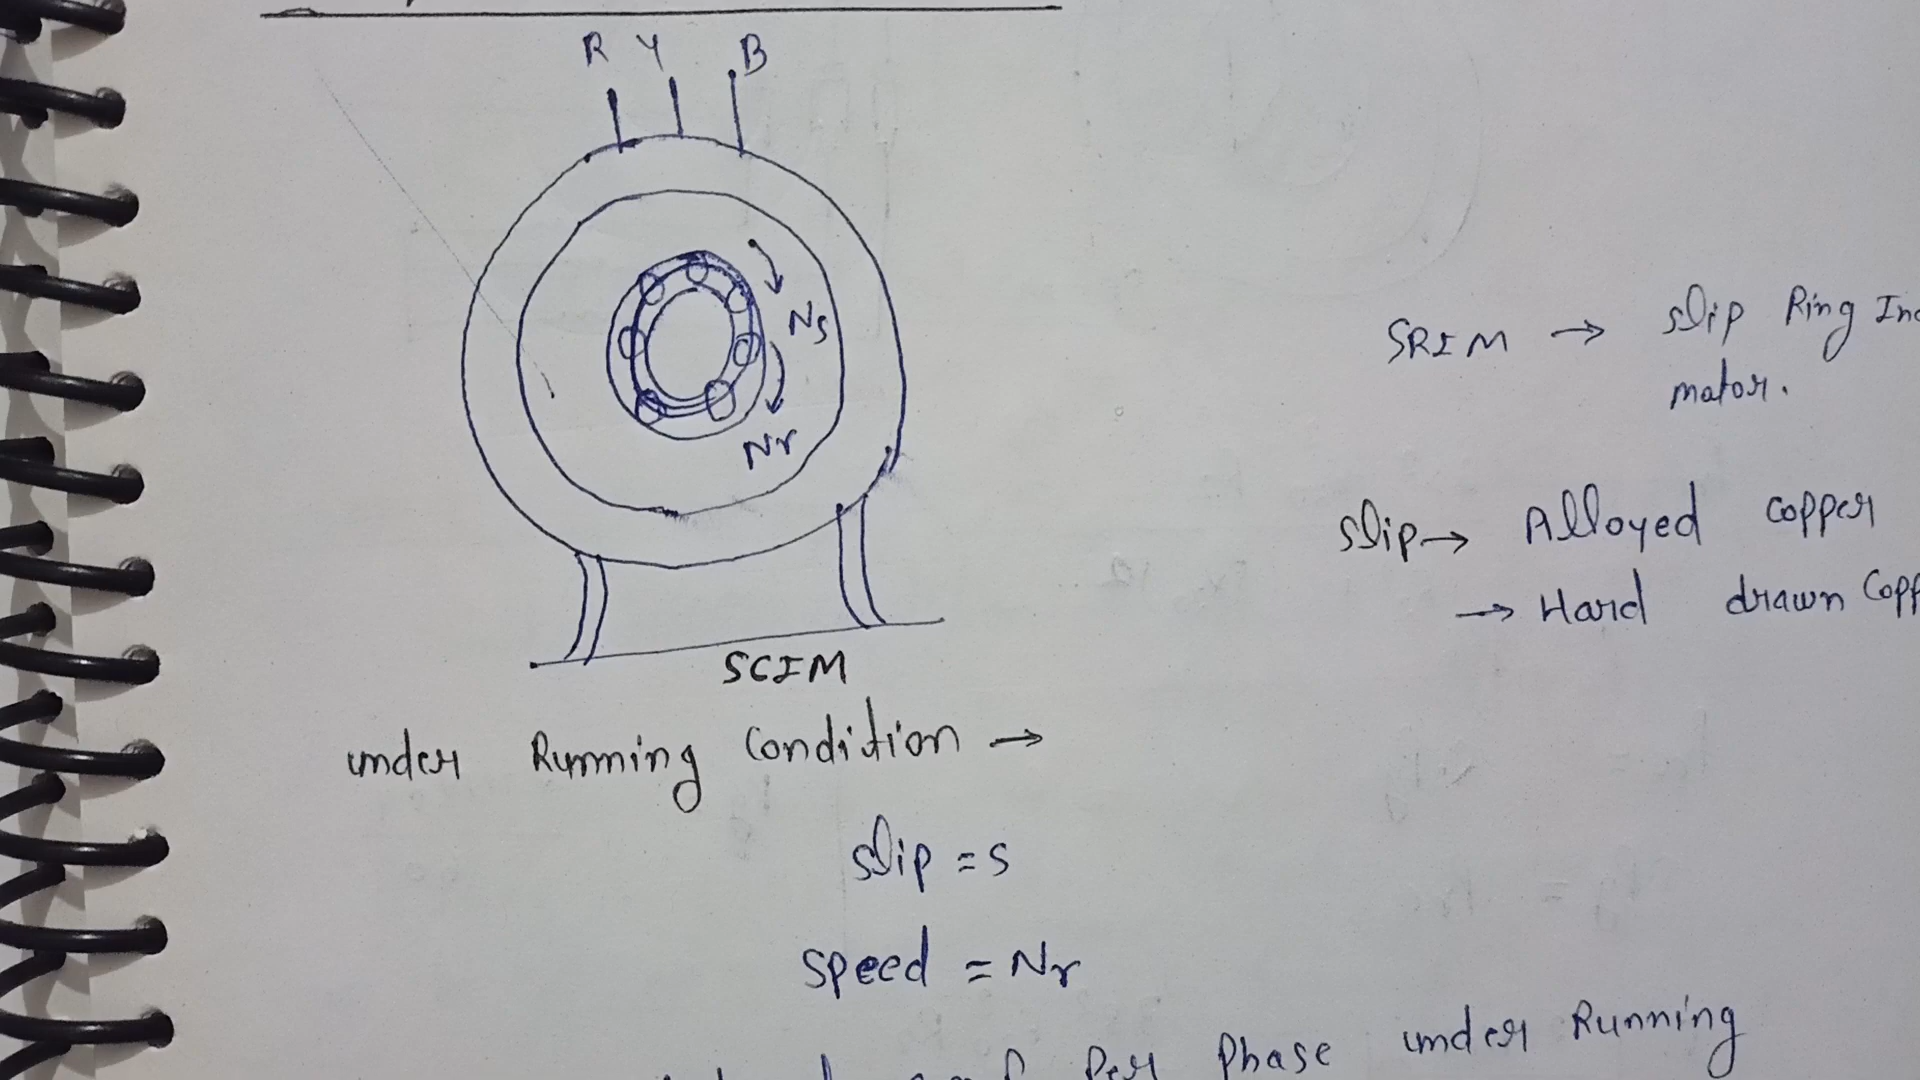 R Y B
Ns
Nr
SCIM
SRIM → Slip Ring
motor.
Slip → Alloyed copper
→ Hard drawn
under Running Condition →
Slip = S
Speed = Nr
Per Phase under Running